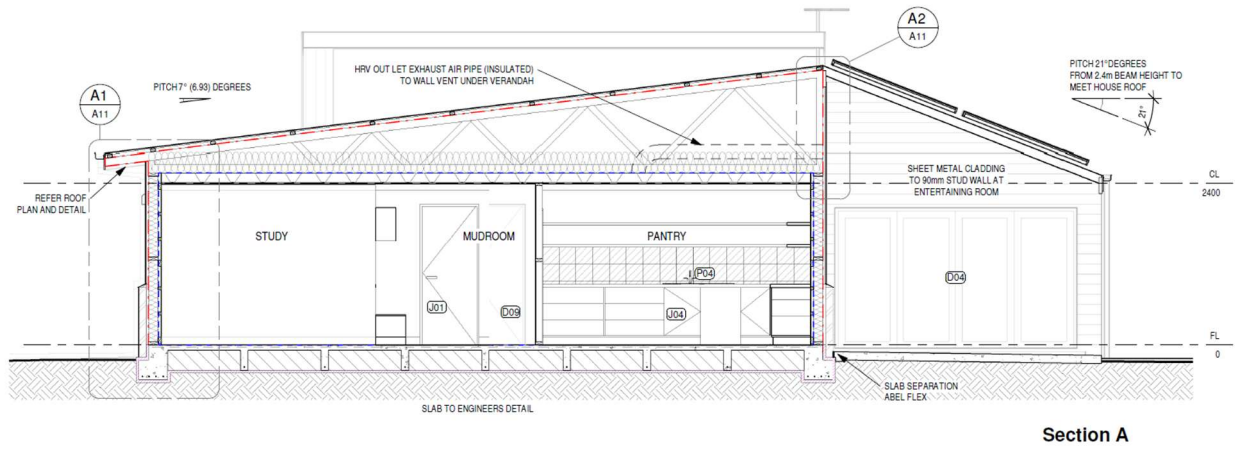 A2
A11
HRV OUT LET EXHAUST AIR PIPE (INSULATED)
TO WALL VENT UNDER VERANDAH
PITCH 21°DEGREES
FROM 2.4m BEAM HEIGHT TO
MEET HOUSE ROOF
21°
PITCH 7° (6.93) DEGREES
A1
A11
SHEET METAL CLADDING
TO 90mm STUD WALL AT
ENTERTAINING ROOM
CL
2400
REFER ROOF
PLAN AND DETAIL
STUDY
MUDROOM
PANTRY
P04
D04
J01
D09
J04
FL
0
SLAB SEPARATION
ABEL FLEX
SLAB TO ENGINEERS DETAIL
Section A